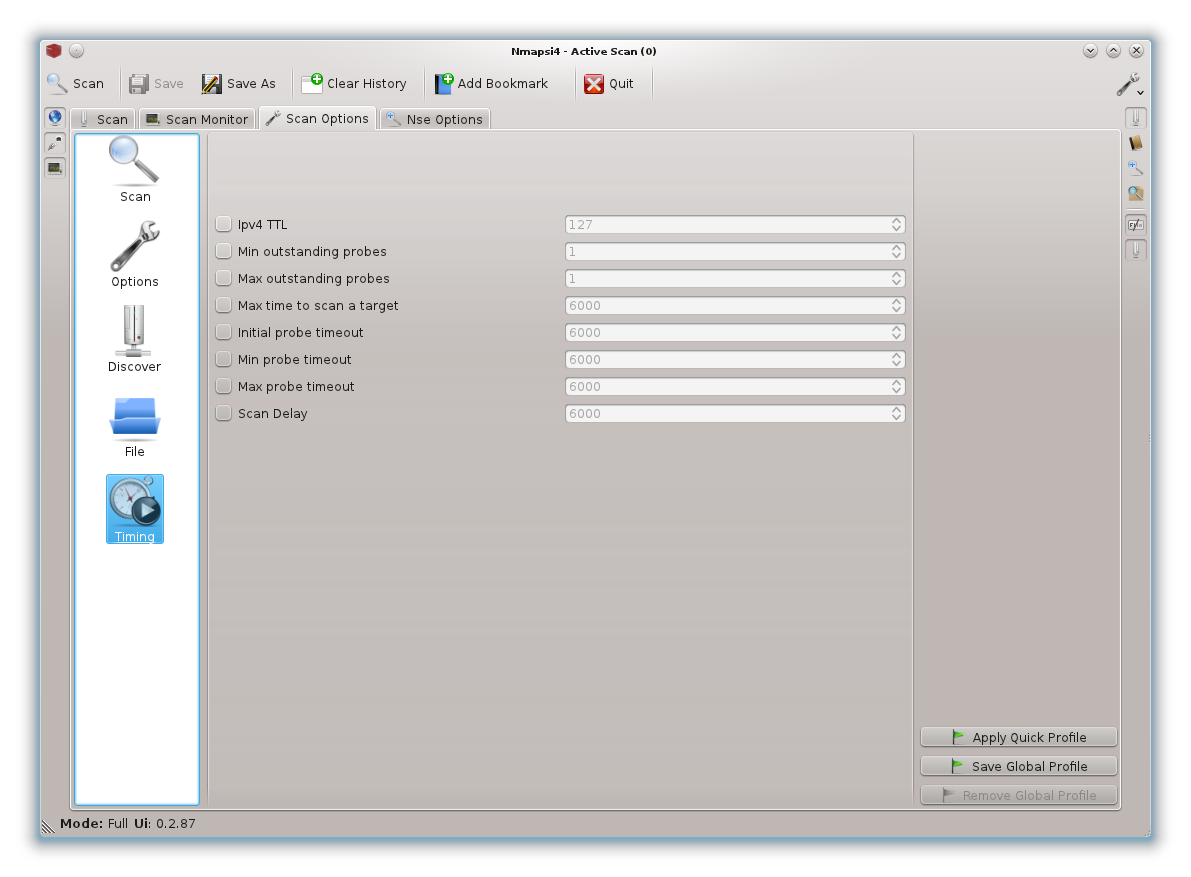 Nmapsi4 - Active Scan (0)
Scan Save Save As Clear History Add Bookmark Quit
Scan Scan Monitor Scan Options Nse Options
Scan
Options
Discover
File
Timing
Ipv4 TTL 127
Min outstanding probes 1
Max outstanding probes 1
Max time to scan a target 6000
Initial probe timeout 6000
Min probe timeout 6000
Max probe timeout 6000
Scan Delay 6000
Apply Quick Profile
Save Global Profile
Remove Global Profile
Mode: Full Ui: 0.2.87